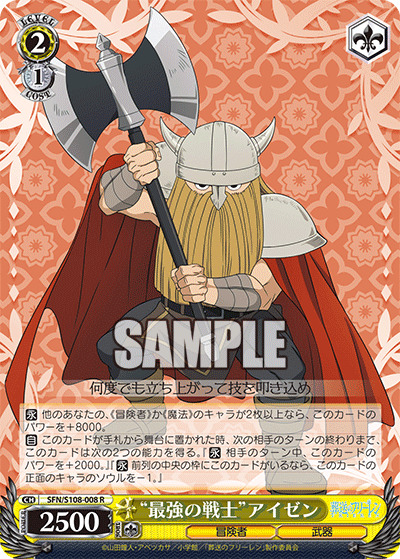 LEVEL
2
1
COST
SAMPLE
何度でも立ち上がって技を叩き込め
永 他のあなたの、《冒険者》か《魔法》のキャラが2枚以上なら、このカードの
パワーを+8000。
自 このカードが手札から舞台に置かれた時、次の相手のターンの終わりまで、
このカードは次の2つの能力を得る。『永 相手のターン中、このカードのパワー
を+2000。』『永 前列の中央の枠にこのカードがいるなら、このカードの
正面のキャラのソウルを－1。』
CH
SFN/S108-008 R
2500
“最強の戦士”アイゼン
葬送のフリーレン
冒険者
武器
©山田鐘人・アベツカサ／小学館／「葬送のフリーレン」製作委員会